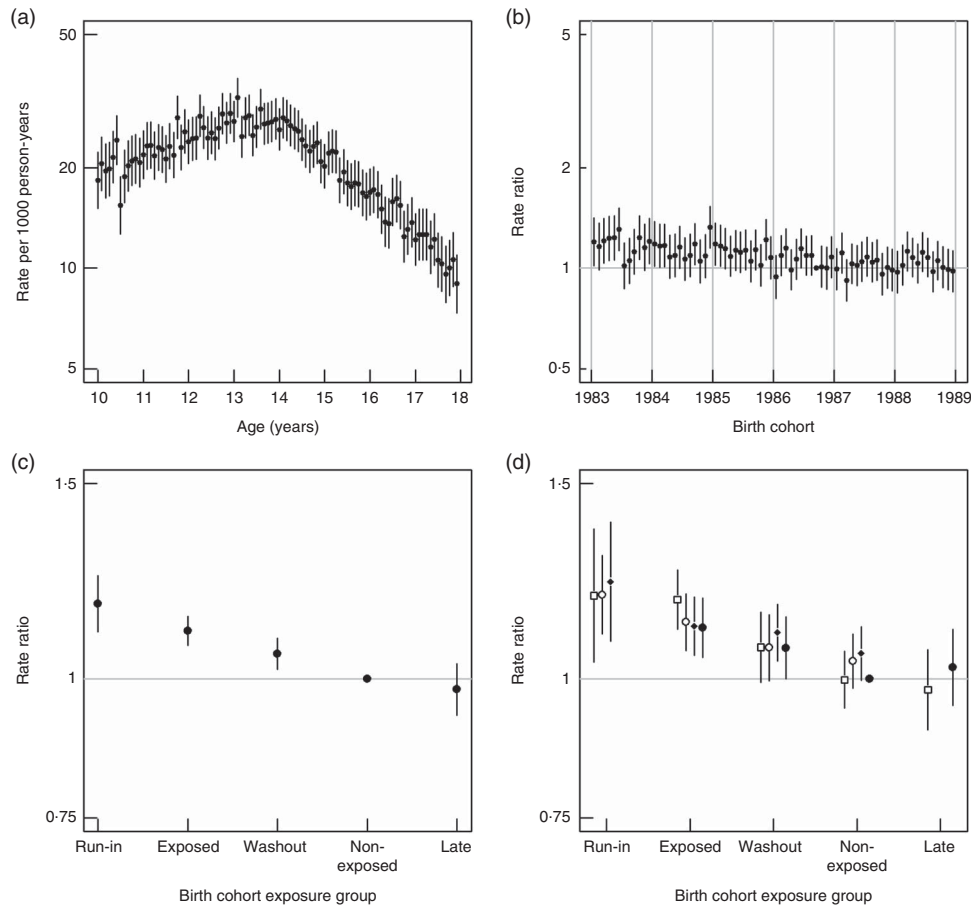 (a)
50
20
10
5
Rate per 1000 person-years
10 11 12 13 14 15 16 17 18
Age (years)
(b)
5
2
1
0·5
Rate ratio
1983 1984 1985 1986 1987 1988 1989
Birth cohort
(c)
1·5
1
0·75
Rate ratio
Run-in Exposed Washout Non- Late
exposed
Birth cohort exposure group
(d)
1·5
1
0·75
Rate ratio
Run-in Exposed Washout Non- Late
exposed
Birth cohort exposure group